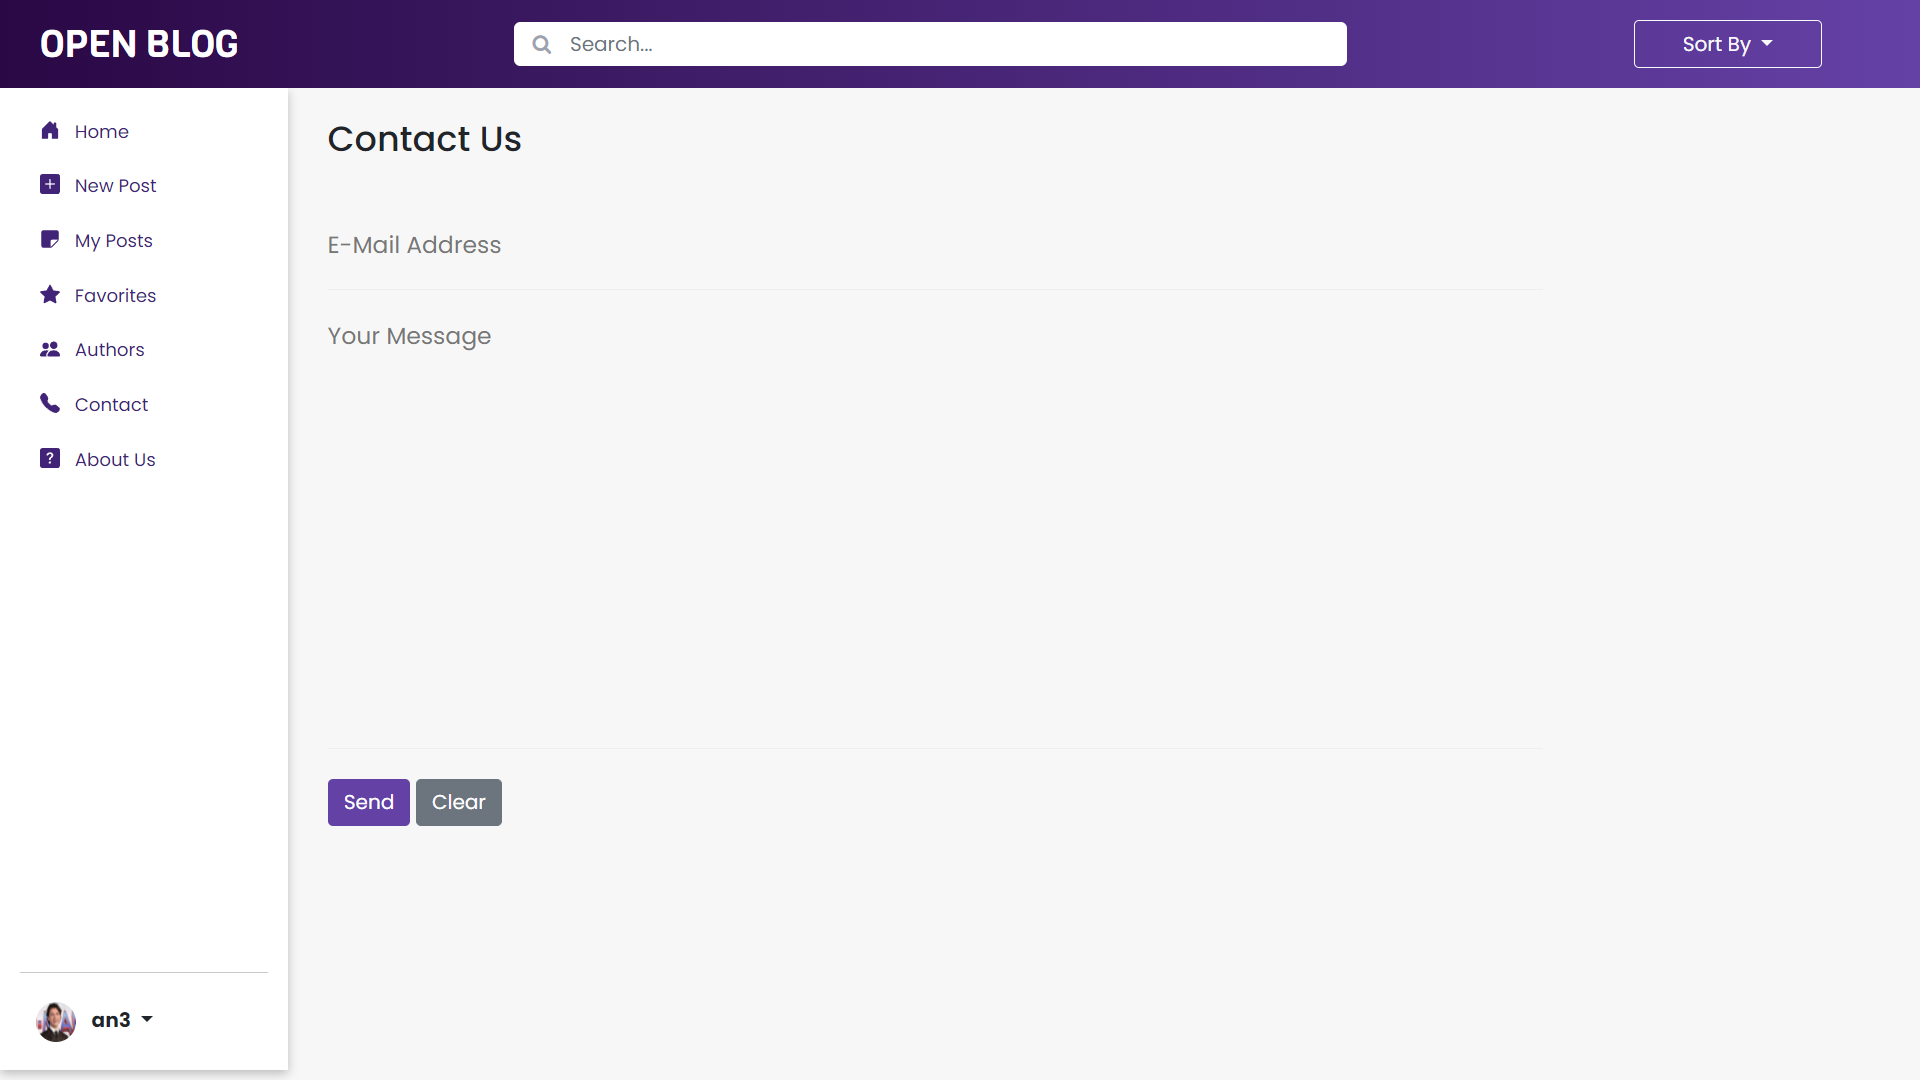 OPEN BLOG
Search...
Sort By
Home
New Post
My Posts
Favorites
Authors
Contact
About Us
an3
Contact Us
E-Mail Address
Your Message
Send
Clear